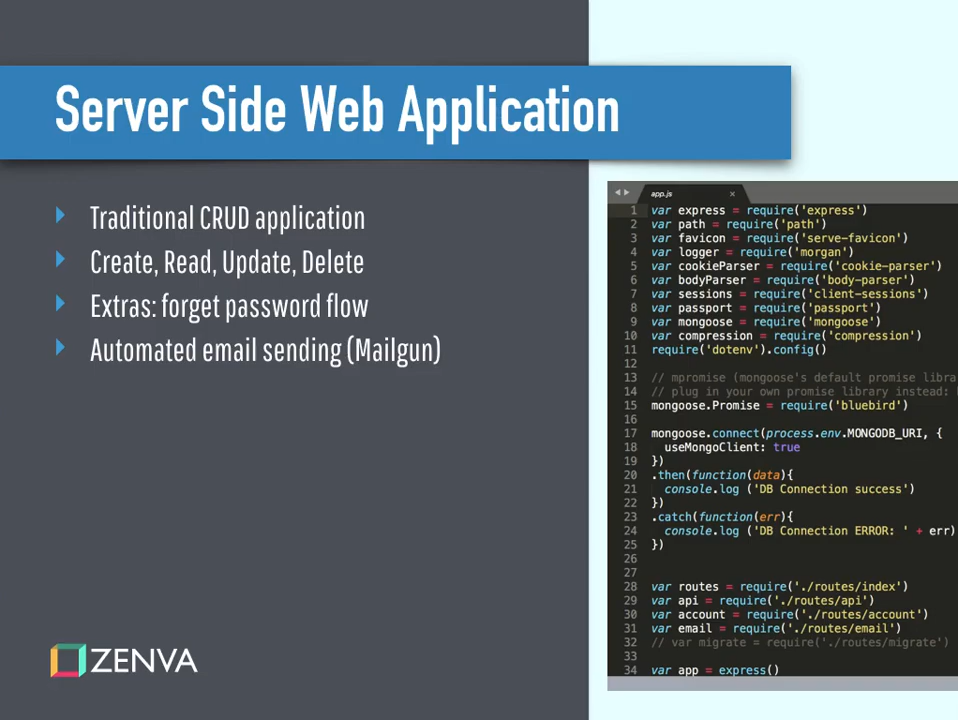 Server Side Web Application
Traditional CRUD application
Create, Read, Update, Delete
Extras: forget password flow
Automated email sending (Mailgun)
ZENVA
app.js
1 var express = require('express')
2 var path = require('path')
3 var favicon = require('serve-favicon')
4 var logger = require('morgan')
5 var cookieParser = require('cookie-parser')
6 var bodyParser = require('body-parser')
7 var sessions = require('client-sessions')
8 var passport = require('passport')
9 var mongoose = require('mongoose')
10 var compression = require('compression')
11 require('dotenv').config()
12
13 // mpromise (mongoose's default promise libra
14 // plug in your own promise library instead:
15 mongoose.Promise = require('bluebird')
16
17 mongoose.connect(process.env.MONGODB_URI, {
18 useMongoClient: true
19 })
20 .then(function(data){
21 console.log ('DB Connection success')
22 })
23 .catch(function(err){
24 console.log ('DB Connection ERROR: ' + err)
25 })
26
27
28 var routes = require('./routes/index')
29 var api = require('./routes/api')
30 var account = require('./routes/account')
31 var email = require('./routes/email')
32 // var migrate = require('./routes/migrate')
33
34 var app = express()